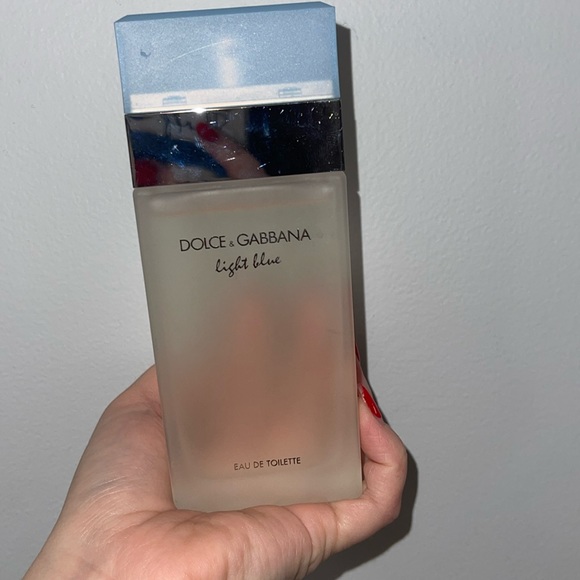 DOLCE & GABBANA
light blue
EAU DE TOILETTE